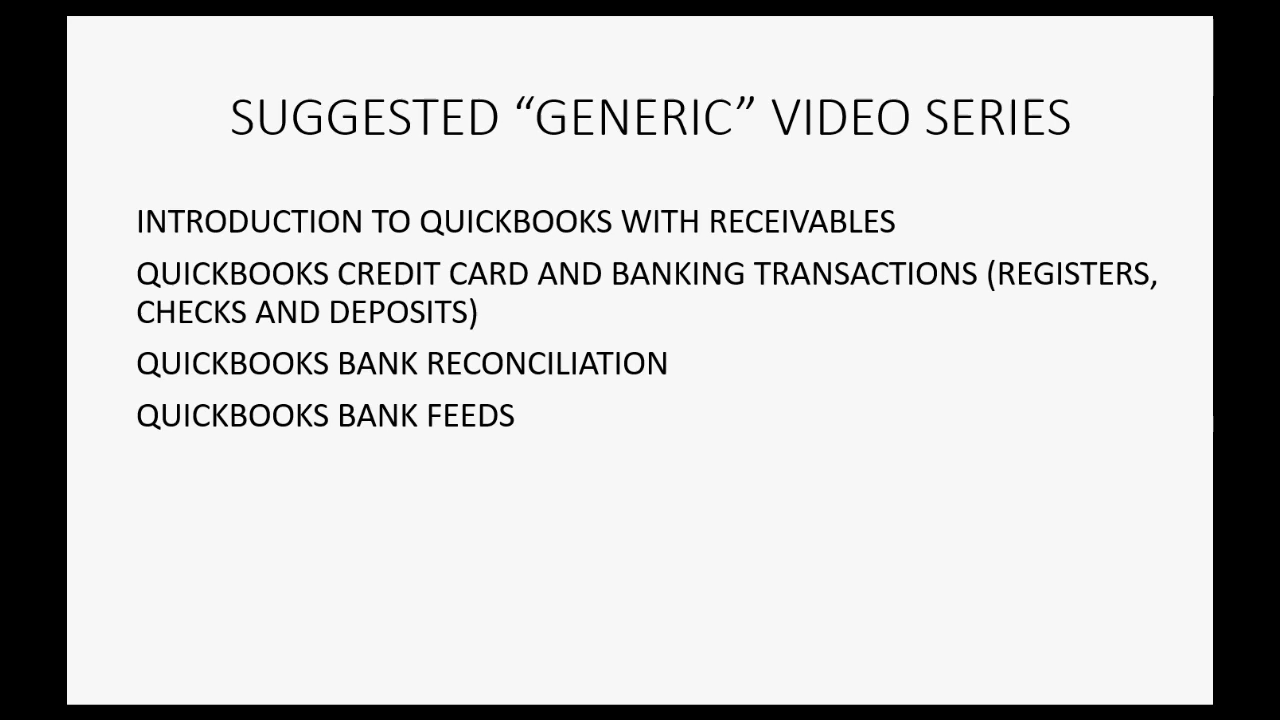 SUGGESTED “GENERIC” VIDEO SERIES
INTRODUCTION TO QUICKBOOKS WITH RECEIVABLES
QUICKBOOKS CREDIT CARD AND BANKING TRANSACTIONS (REGISTERS,
CHECKS AND DEPOSITS)
QUICKBOOKS BANK RECONCILIATION
QUICKBOOKS BANK FEEDS